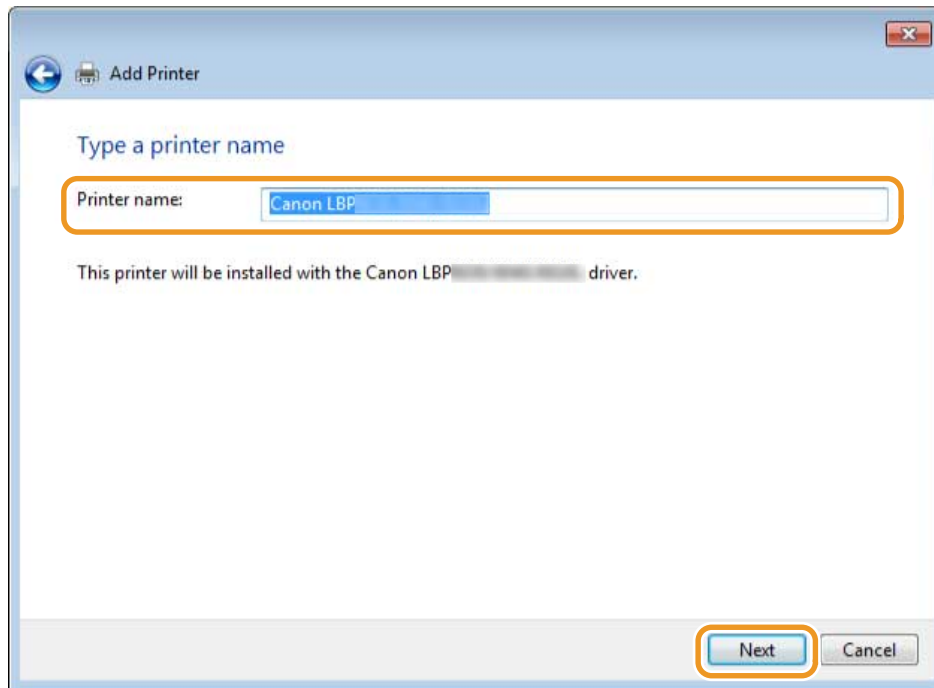 Add Printer
Type a printer name
Printer name: Canon LBP
This printer will be installed with the Canon LBP driver.
Next Cancel